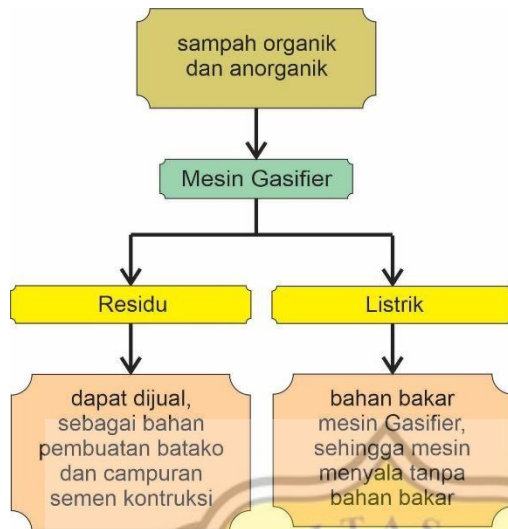 sampah organik
dan anorganik
Mesin Gasifier
Residu
Listrik
dapat dijual,
sebagai bahan
pembuatan batako
dan campuran
semen kontruksi
bahan bakar
mesin Gasifier,
sehingga mesin
menyala tanpa
bahan bakar
I T A S